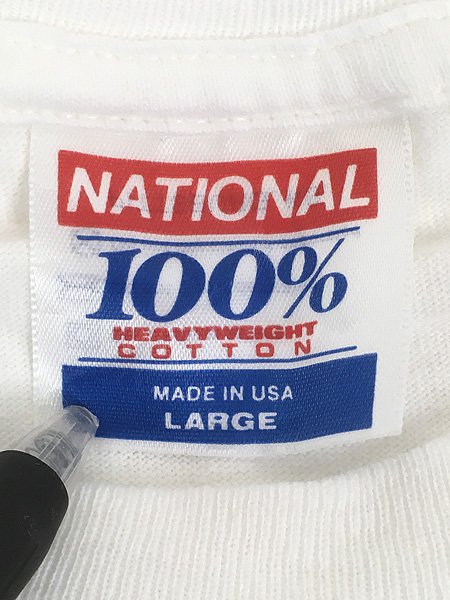 NATIONAL
100%
HEAVYWEIGHT
COTTON
MADE IN USA
LARGE